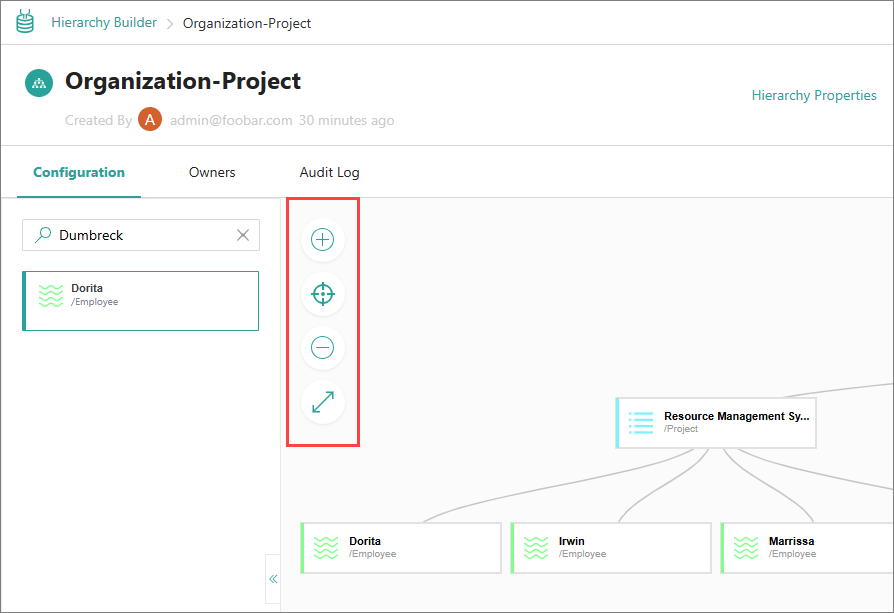 Hierarchy Builder > Organization-Project
Organization-Project
Created By A admin@foobar.com 30 minutes ago
Hierarchy Properties
Configuration Owners Audit Log
Dumbreck
Dorita
/Employee
Resource Management Sy...
/Project
Dorita
/Employee
Irwin
/Employee
Marrissa
/Employee